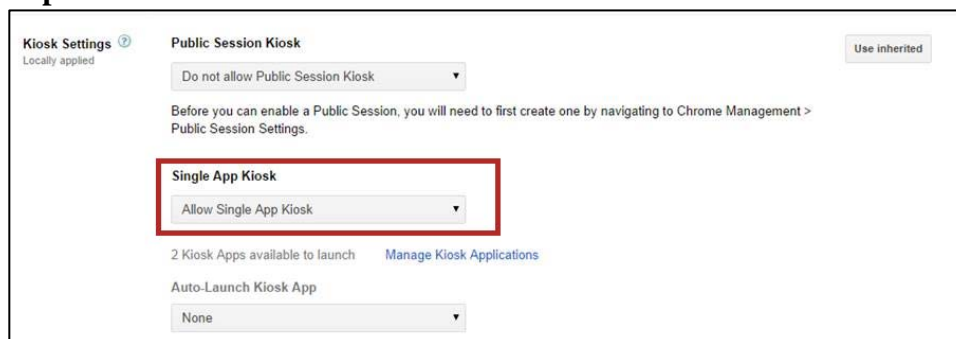 Kiosk Settings ?
Locally applied
Public Session Kiosk
Use inherited
Do not allow Public Session Kiosk
Before you can enable a Public Session, you will need to first create one by navigating to Chrome Management >
Public Session Settings.
Single App Kiosk
Allow Single App Kiosk
2 Kiosk Apps available to launch Manage Kiosk Applications
Auto-Launch Kiosk App
None